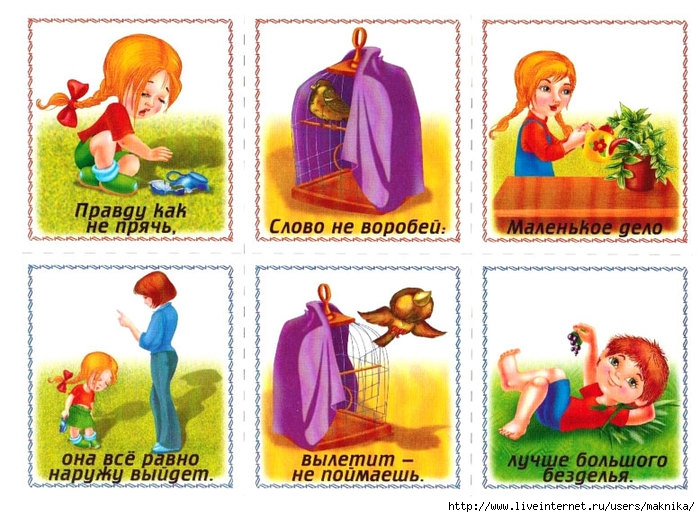 Правду как
не прячь,
Слово не воробей:
Маленькое дело
она всё равно
наружу выйдет.
вылетит –
не поймаешь.
лучше большого
безделья.
http://www.liveinternet.ru/users/maknika/